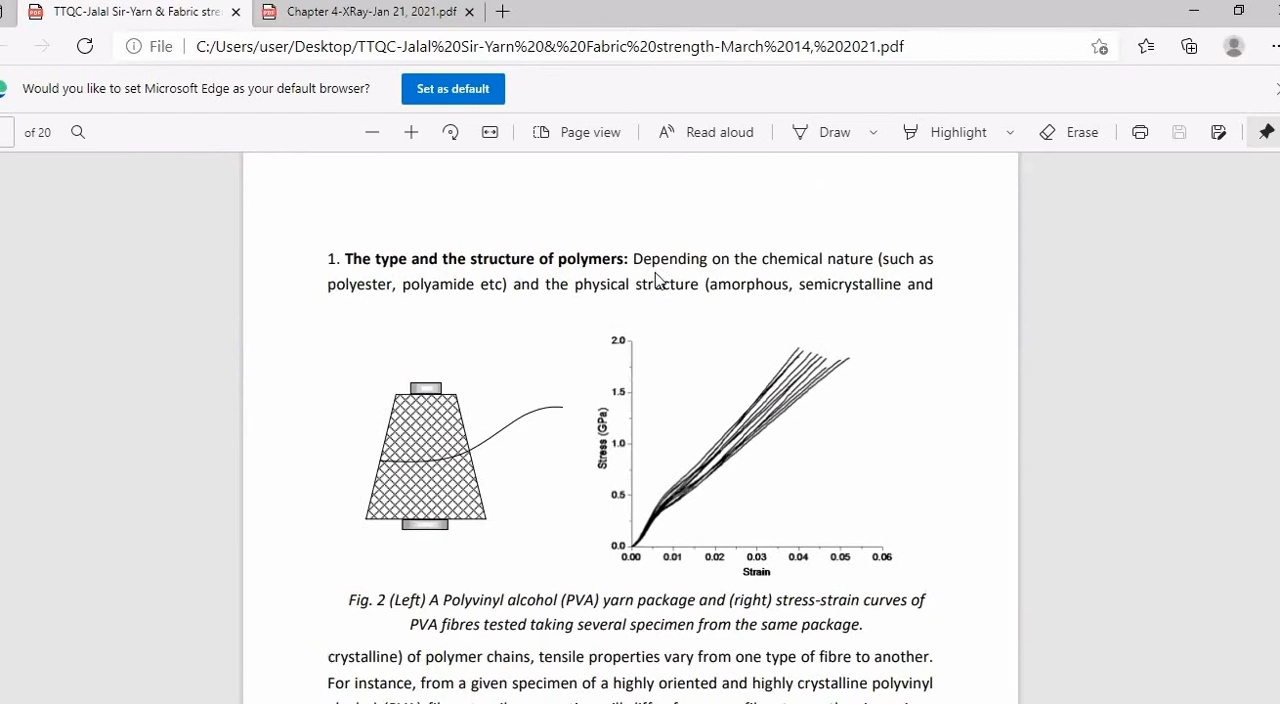 TTQC-Jalal Sir-Yarn & Fabric stre
Chapter 4-XRay-Jan 21, 2021.pdf
File
C:/Users/user/Desktop/TTQC-Jalal%20Sir-Yarn%20&%20Fabric%20strength-March%2014,%202021.pdf
Would you like to set Microsoft Edge as your default browser?
Set as default
of 20
Page view
Read aloud
Draw
Highlight
Erase
1. The type and the structure of polymers: Depending on the chemical nature (such as
polyester, polyamide etc) and the physical structure (amorphous, semicrystalline and
2.0
1.5
1.0
0.5
0.0
Stress (GPa)
0.00 0.01 0.02 0.03 0.04 0.05 0.06
Strain
Fig. 2 (Left) A Polyvinyl alcohol (PVA) yarn package and (right) stress-strain curves of
PVA fibres tested taking several specimen from the same package.
crystalline) of polymer chains, tensile properties vary from one type of fibre to another.
For instance, from a given specimen of a highly oriented and highly crystalline polyvinyl